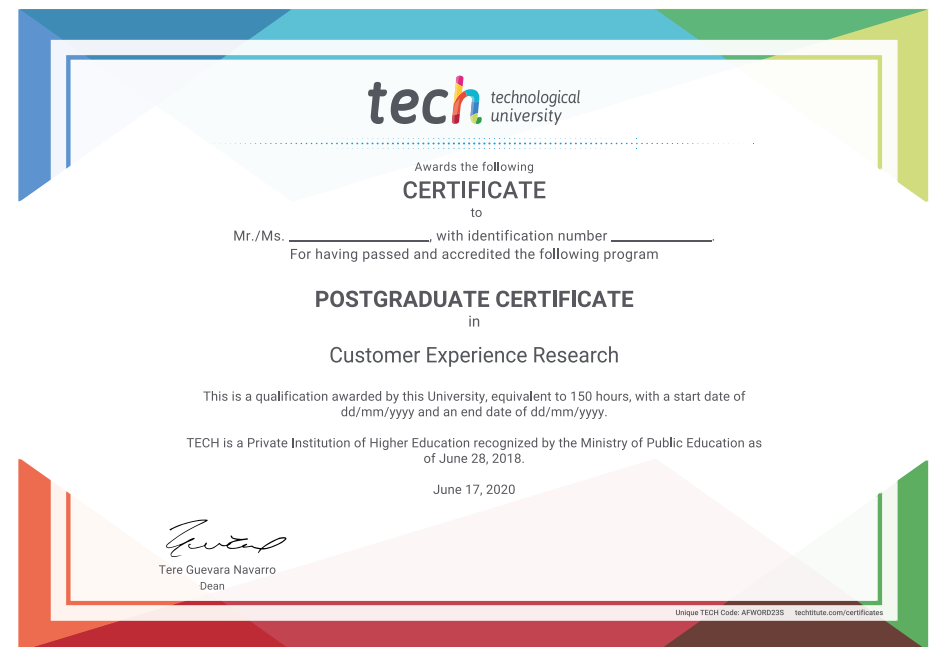 tech technological
university
Awards the following
CERTIFICATE
to
Mr./Ms. ____________________, with identification number ______________.
For having passed and accredited the following program
POSTGRADUATE CERTIFICATE
in
Customer Experience Research
This is a qualification awarded by this University, equivalent to 150 hours, with a start date of
dd/mm/yyyy and an end date of dd/mm/yyyy.
TECH is a Private Institution of Higher Education recognized by the Ministry of Public Education as
of June 28, 2018.
June 17, 2020
Tere Guevara Navarro
Dean
Unique TECH Code: AFWORD23S techtitute.com/certificates